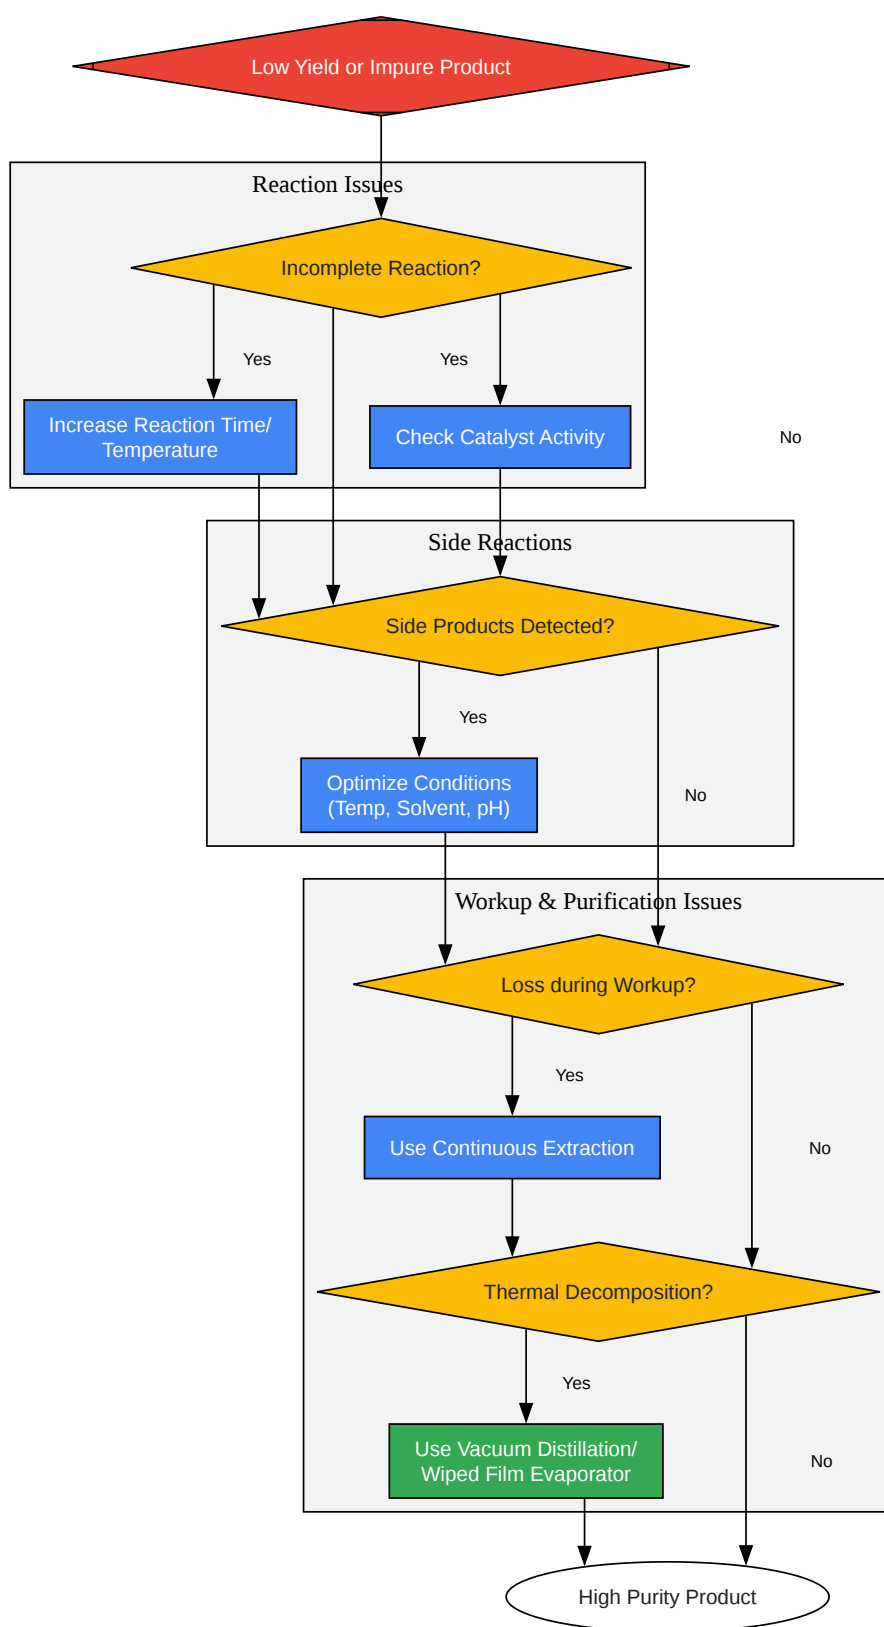 Low Yield or Impure Product
Reaction Issues
Incomplete Reaction?
Yes
Yes
Increase Reaction Time/
Temperature
Check Catalyst Activity
No
Side Reactions
Side Products Detected?
Yes
Optimize Conditions
(Temp, Solvent, pH)
No
Workup & Purification Issues
Loss during Workup?
Yes
Use Continuous Extraction
No
Thermal Decomposition?
Yes
Use Vacuum Distillation/
Wiped Film Evaporator
No
High Purity Product